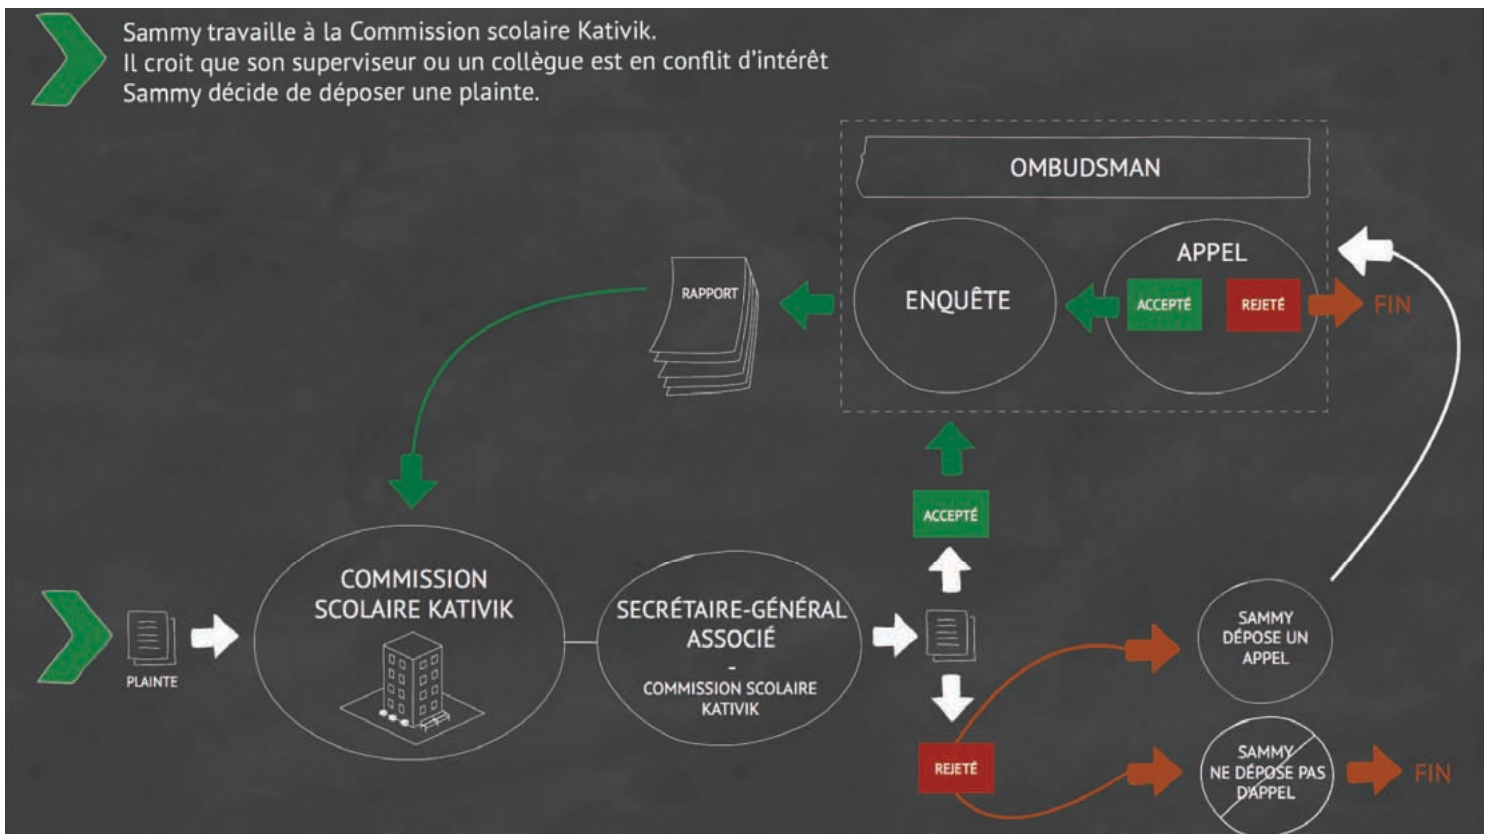 Sammy travaille à la Commission scolaire Kativik.
Il croit que son superviseur ou un collègue est en conflit d'intérêt
Sammy décide de déposer une plainte.
OMBUDSMAN
APPEL
ENQUÊTE
ACCEPTÉ
REJETÉ
FIN
RAPPORT
ACCEPTÉ
COMMISSION
SCOLAIRE KATIVIK
SECRÉTAIRE-GÉNÉRAL
ASSOCIÉ
-
COMMISSION SCOLAIRE
KATIVIK
PLAINTE
SAMMY
DÉPOSE UN
APPEL
REJETÉ
SAMMY
NE DÉPOSE PAS
D'APPEL
FIN